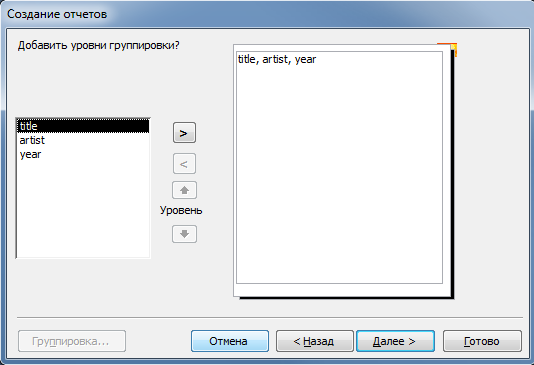 Создание отчетов
Добавить уровни группировки?
title, artist, year
title
artist
year
>
<
Уровень
Группировка...
Отмена
< Назад
Далее >
Готово